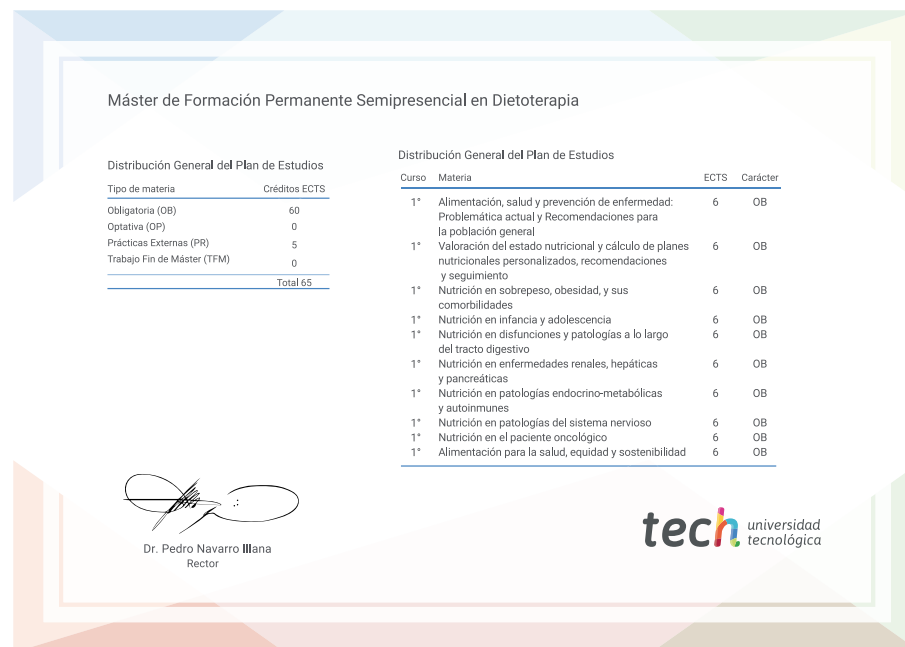 Máster de Formación Permanente Semipresencial en Dietoterapia
Distribución General del Plan de Estudios
Tipo de materia Créditos ECTS
Obligatoria (OB) 60
Optativa (OP) 0
Prácticas Externas (PR) 5
Trabajo Fin de Máster (TFM) 0
Total 65
Distribución General del Plan de Estudios
Curso Materia ECTS Carácter
1° Alimentación, salud y prevención de enfermedad: 6 OB
Problemática actual y Recomendaciones para
la población general
1° Valoración del estado nutricional y cálculo de planes 6 OB
nutricionales personalizados, recomendaciones
y seguimiento
1° Nutrición en sobrepeso, obesidad, y sus 6 OB
comorbilidades
1° Nutrición en infancia y adolescencia 6 OB
1° Nutrición en disfunciones y patologías a lo largo 6 OB
del tracto digestivo
1° Nutrición en enfermedades renales, hepáticas 6 OB
y pancreáticas
1° Nutrición en patologías endocrino-metabólicas 6 OB
y autoinmunes
1° Nutrición en patologías del sistema nervioso 6 OB
1° Nutrición en el paciente oncológico 6 OB
1° Alimentación para la salud, equidad y sostenibilidad 6 OB
Dr. Pedro Navarro Illana
Rector
tech universidad
tecnológica